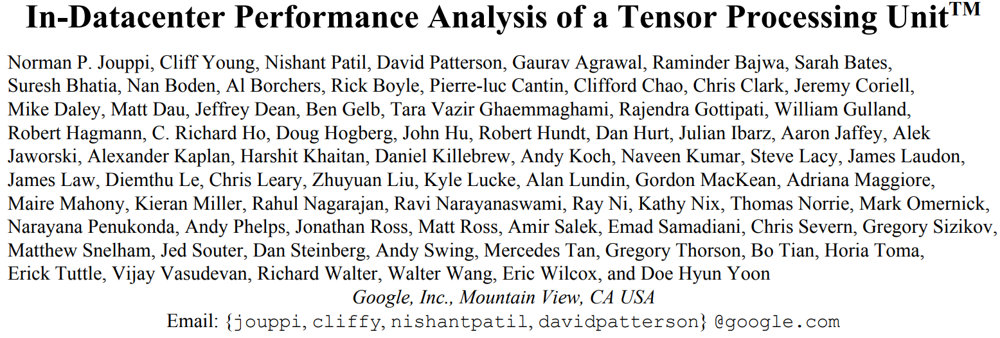 In-Datacenter Performance Analysis of a Tensor Processing Unit™
Norman P. Jouppi, Cliff Young, Nishant Patil, David Patterson, Gaurav Agrawal, Raminder Bajwa, Sarah Bates,
Suresh Bhatia, Nan Boden, Al Borchers, Rick Boyle, Pierre-luc Cantin, Clifford Chao, Chris Clark, Jeremy Coriell,
Mike Daley, Matt Dau, Jeffrey Dean, Ben Gelb, Tara Vazir Ghaemmaghami, Rajendra Gottipati, William Gulland,
Robert Hagmann, C. Richard Ho, Doug Hogberg, John Hu, Robert Hundt, Dan Hurt, Julian Ibarz, Aaron Jaffey, Alek
Jaworski, Alexander Kaplan, Harshit Khaitan, Daniel Killebrew, Andy Koch, Naveen Kumar, Steve Lacy, James Laudon,
James Law, Diemthu Le, Chris Leary, Zhuyuan Liu, Kyle Lucke, Alan Lundin, Gordon MacKean, Adriana Maggiore,
Maire Mahony, Kieran Miller, Rahul Nagarajan, Ravi Narayanaswami, Ray Ni, Kathy Nix, Thomas Norrie, Mark Omernick,
Narayana Penukonda, Andy Phelps, Jonathan Ross, Matt Ross, Amir Salek, Emad Samadiani, Chris Severn, Gregory Sizikov,
Matthew Snelham, Jed Souter, Dan Steinberg, Andy Swing, Mercedes Tan, Gregory Thorson, Bo Tian, Horia Toma,
Erick Tuttle, Vijay Vasudevan, Richard Walter, Walter Wang, Eric Wilcox, and Doe Hyun Yoon
Google, Inc., Mountain View, CA USA
Email: {jouppi, cliffy, nishantpatil, davidpatterson} @google.com